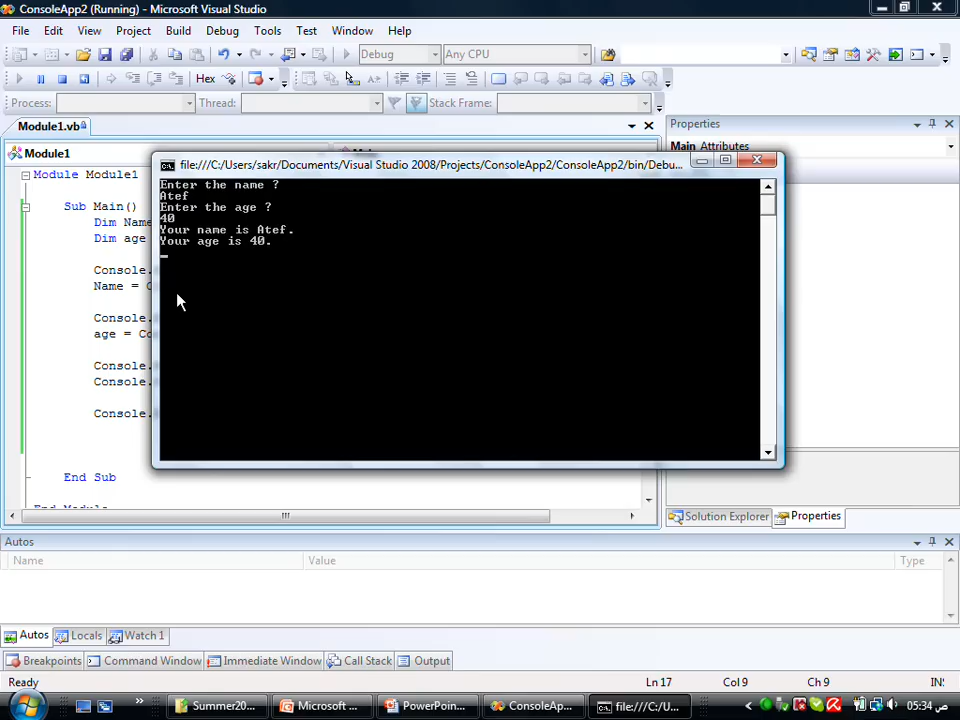 ConsoleApp2 (Running) - Microsoft Visual Studio
File Edit View Project Build Debug Tools Test Window Help
Debug Any CPU
Hex
Process: Thread: Stack Frame:
Module1.vb
Properties
Module1
Main Attributes
file:///C:/Users/sakr/Documents/Visual Studio 2008/Projects/ConsoleApp2/ConsoleApp2/bin/Debu...
Enter the name ?
Atef
Enter the age ?
40
Your name is Atef.
Your age is 40.
Module Module1
Sub Main()
Dim Name
Dim age
Console.
Name = C
Console.
age = Co
Console.
Console.
Console.
End Sub
End Module
Solution Explorer Properties
Autos
Name Value Type
Autos Locals Watch 1
Breakpoints Command Window Immediate Window Call Stack Output
Ready Ln 17 Col 9 Ch 9 INS
Summer20... Microsoft ... PowerPoin... ConsoleAp... file:///C:/U... 05:34 ص